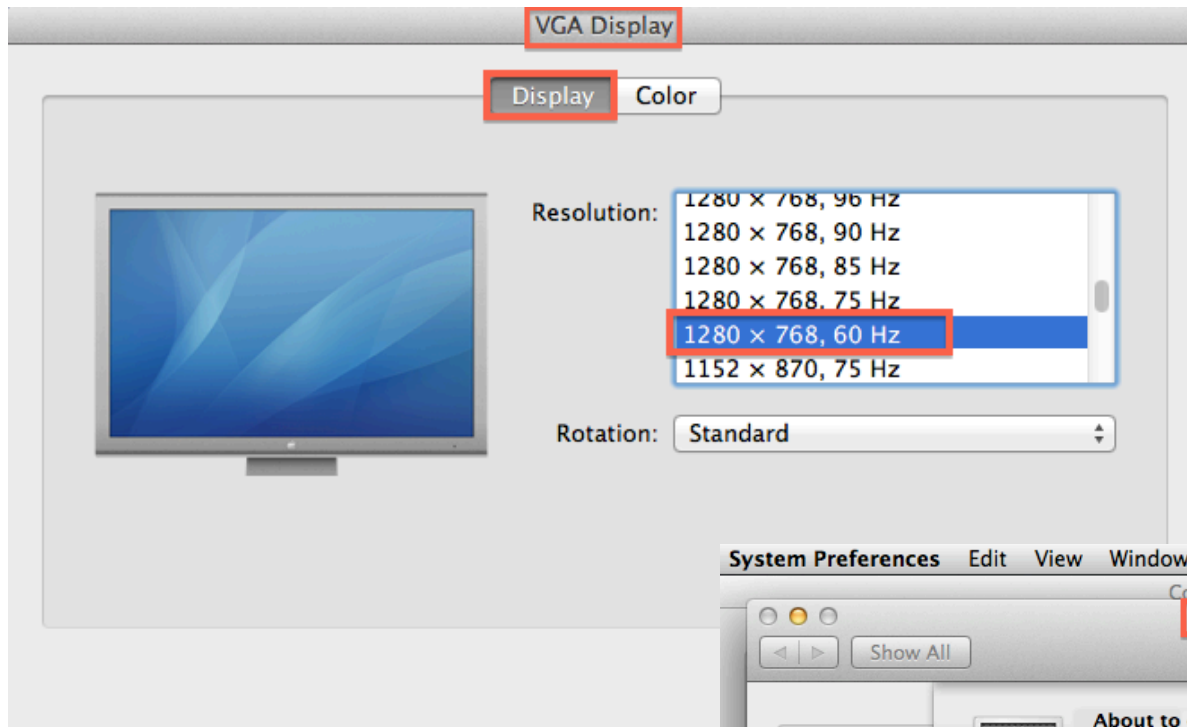 VGA Display
Display Color
Resolution:
1280 × 768, 96 Hz
1280 × 768, 90 Hz
1280 × 768, 85 Hz
1280 × 768, 75 Hz
1280 × 768, 60 Hz
1152 × 870, 75 Hz
Rotation: Standard
System Preferences Edit View Window
Show All
About to